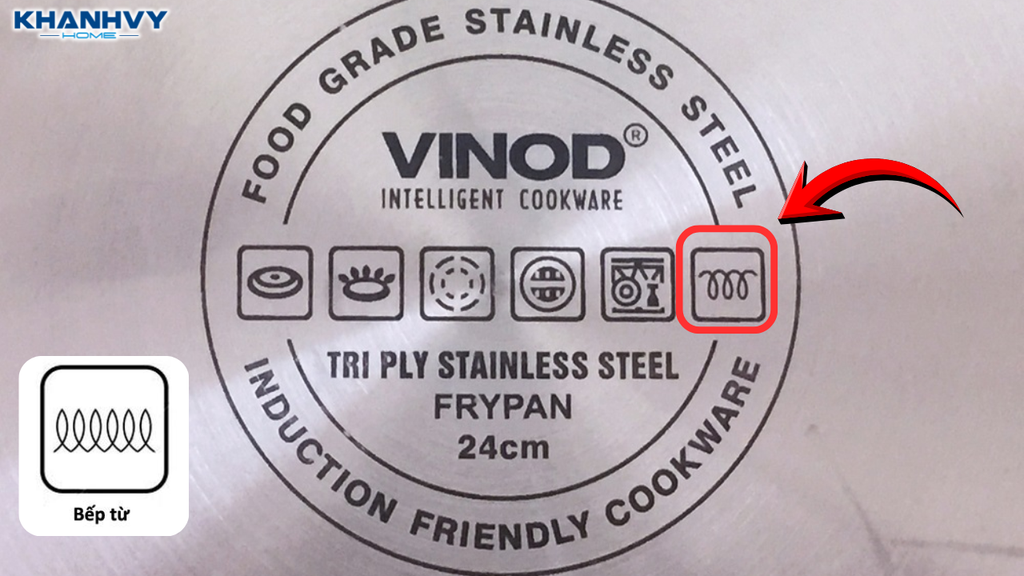 KHANHVY
HOME
FOOD GRADE STAINLESS STEEL
VINOD®
INTELLIGENT COOKWARE
TRI PLY STAINLESS STEEL
FRYPAN
24cm
INDUCTION FRIENDLY COOKWARE
Bếp từ